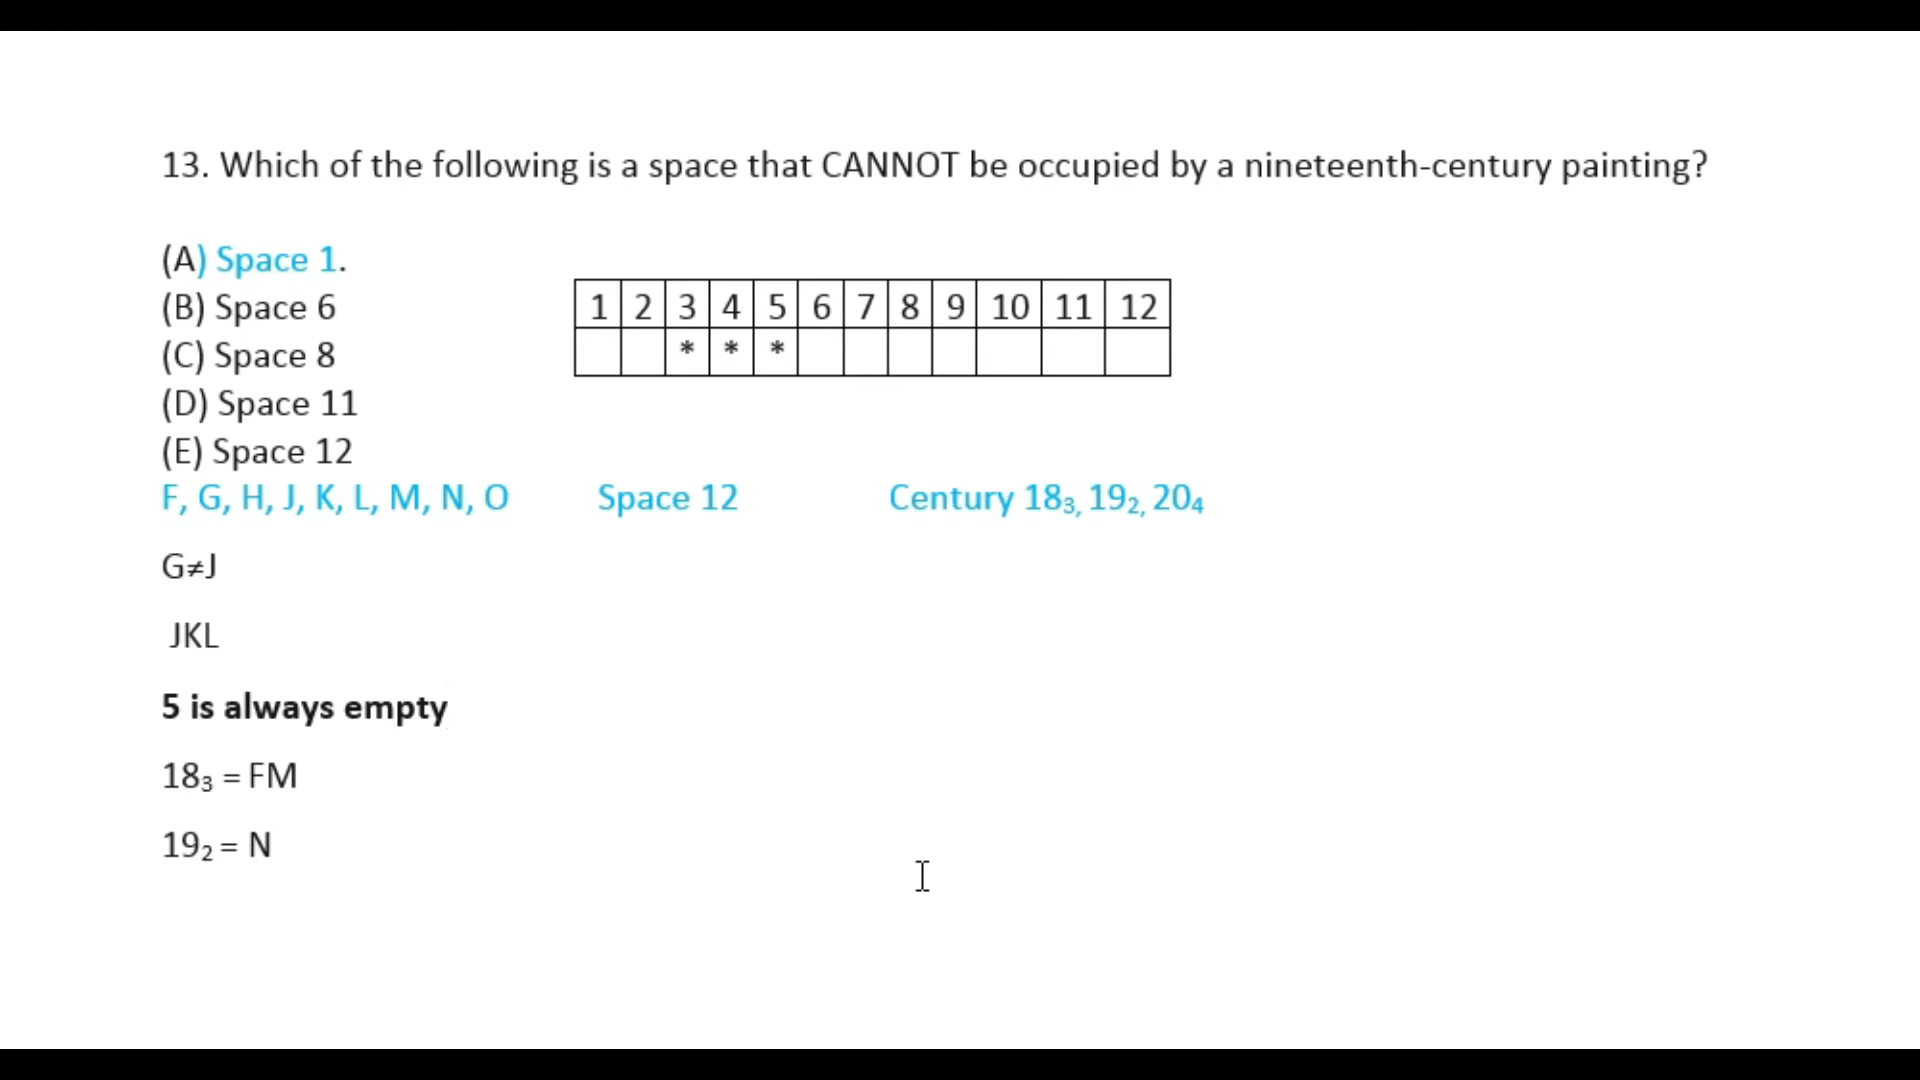 13. Which of the following is a space that CANNOT be occupied by a nineteenth-century painting?
(A) Space 1.
(B) Space 6
(C) Space 8
(D) Space 11
(E) Space 12
1 2 3 4 5 6 7 8 9 10 11 12
* * *
F, G, H, J, K, L, M, N, O Space 12 Century 18₃, 19₂, 20₄
G≠J
JKL
5 is always empty
18₃ = FM
19₂ = N